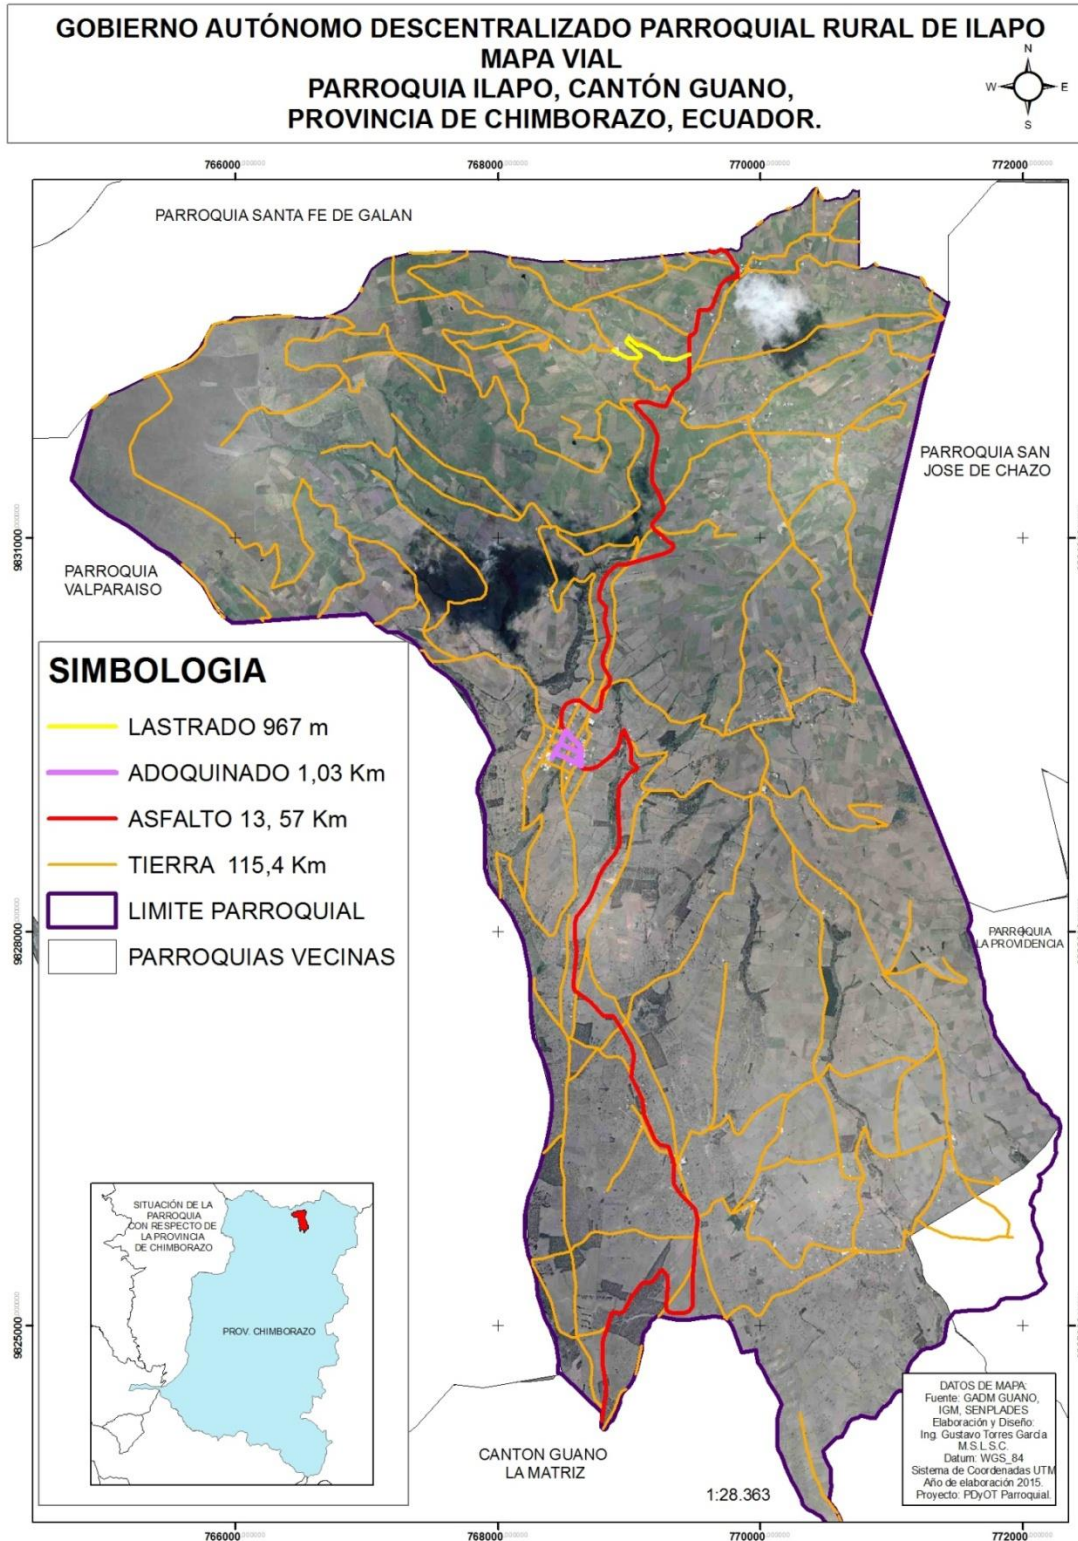 GOBIERNO AUTÓNOMO DESCENTRALIZADO PARROQUIAL RURAL DE ILAPO
MAPA VIAL
PARROQUIA ILAPO, CANTÓN GUANO,
PROVINCIA DE CHIMBORAZO, ECUADOR.
N
W
E
S
766000
768000
770000
772000
PARROQUIA SANTA FE DE GALAN
PARROQUIA SAN
JOSE DE CHAZO
9831000
PARROQUIA
VALPARAISO
SIMBOLOGIA
LASTRADO 967 m
ADOQUINADO 1,03 Km
ASFALTO 13, 57 Km
TIERRA 115,4 Km
LIMITE PARROQUIAL
PARROQUIAS VECINAS
9828000
PARROQUIA
LA PROVIDENCIA
SITUACIÓN DE LA
PARROQUIA
CON RESPECTO DE
LA PROVINCIA
DE CHIMBORAZO
PROV. CHIMBORAZO
9825000
CANTON GUANO
LA MATRIZ
1:28.363
DATOS DE MAPA:
Fuente: GADM GUANO,
IGM, SENPLADES
Elaboración y Diseño:
Ing. Gustavo Torres García
M.S.L.S.C.
Datum: WGS_84
Sistema de Coordenadas UTM
Año de elaboración 2015.
Proyecto: PDyOT Parroquial.
766000
768000
770000
772000